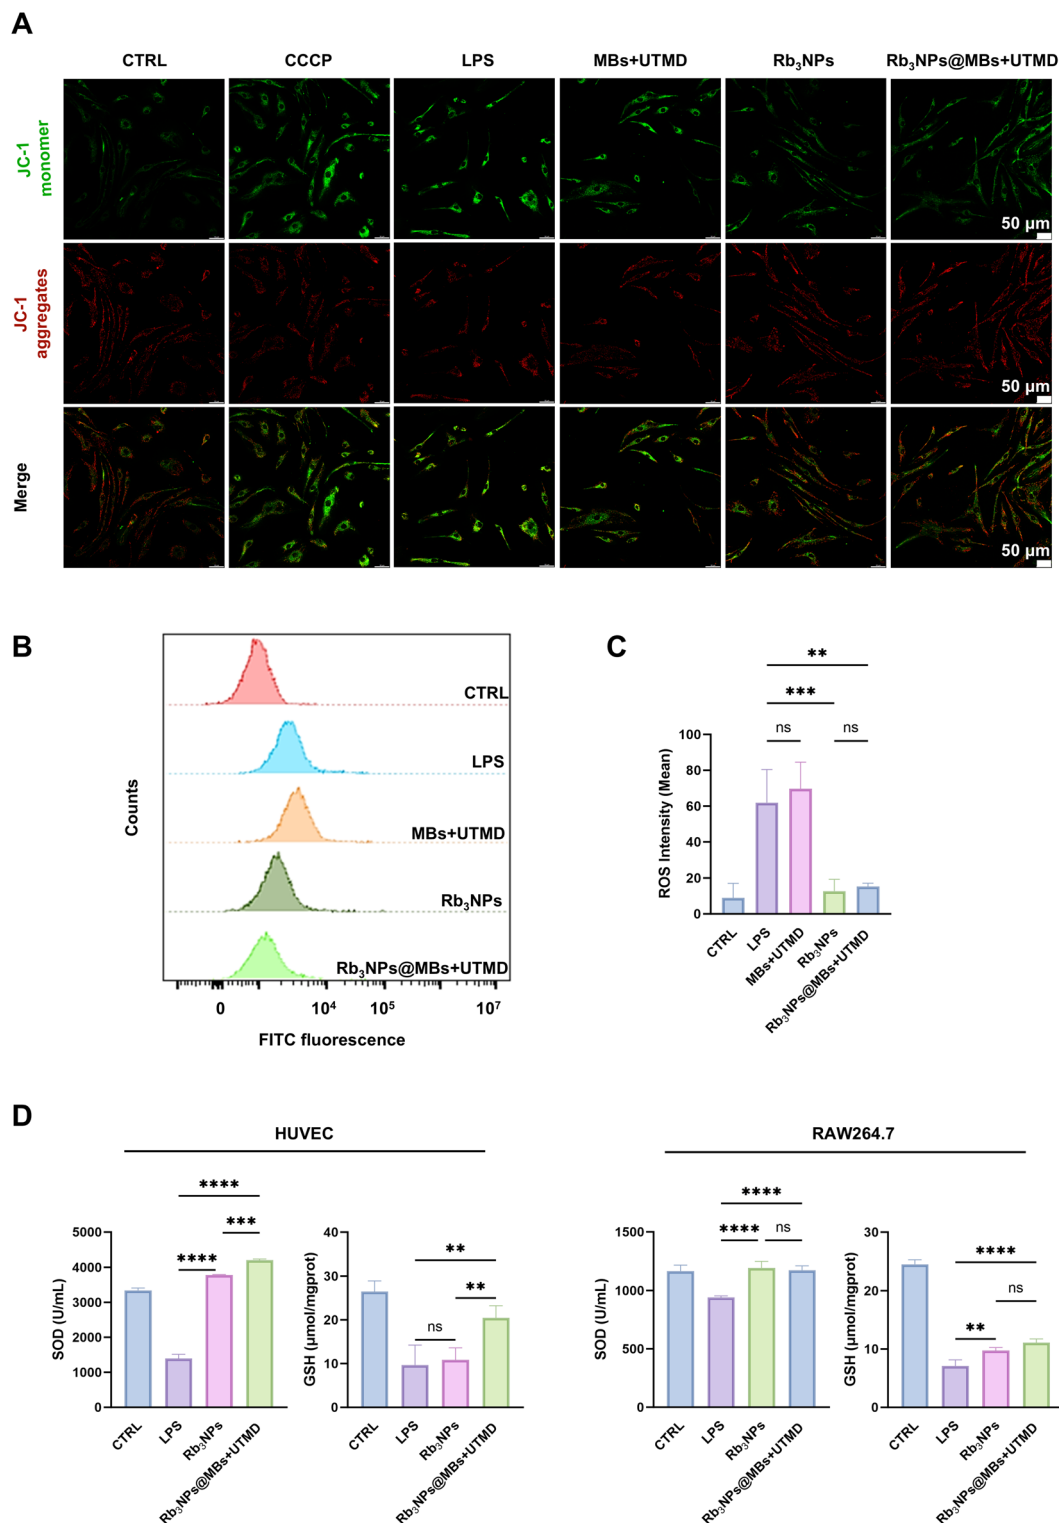 A
CTRL CCCP LPS MBs+UTMD Rb₃NPs Rb₃NPs@MBs+UTMD
JC-1
monomer
50 μm
JC-1
aggregates
50 μm
Merge
50 μm
B
Counts
CTRL
LPS
MBs+UTMD
Rb₃NPs
Rb₃NPs@MBs+UTMD
0 10⁴ 10⁵ 10⁷
FITC fluorescence
C
**
***
ns ns
ROS Intensity (Mean)
100
80
60
40
20
0
CTRL
LPS
MBs+UTMD
Rb₃NPs
Rb₃NPs@MBs+UTMD
D
HUVEC
****
***
****
SOD (U/mL)
5000
4000
3000
2000
1000
0
CTRL
LPS
Rb₃NPs
Rb₃NPs@MBs+UTMD
**
**
ns
GSH (μmol/mgprot)
40
30
20
10
0
CTRL
LPS
Rb₃NPs
Rb₃NPs@MBs+UTMD
RAW264.7
****
**** ns
SOD (U/mL)
1500
1000
500
0
CTRL
LPS
Rb₃NPs
Rb₃NPs@MBs+UTMD
****
ns
**
GSH (μmol/mgprot)
30
20
10
0
CTRL
LPS
Rb₃NPs
Rb₃NPs@MBs+UTMD